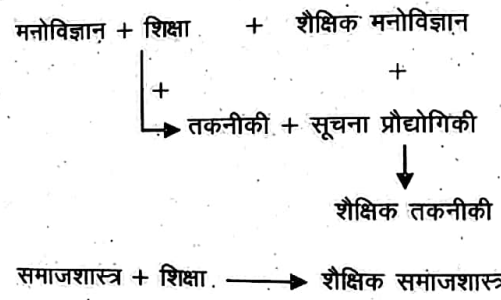 मनोविज्ञान + शिक्षा + शैक्षिक मनोविज्ञान
+
+
तकनीकी + सूचना प्रौद्योगिकी
शैक्षिक तकनीकी
समाजशास्त्र + शिक्षा शैक्षिक समाजशास्त्र